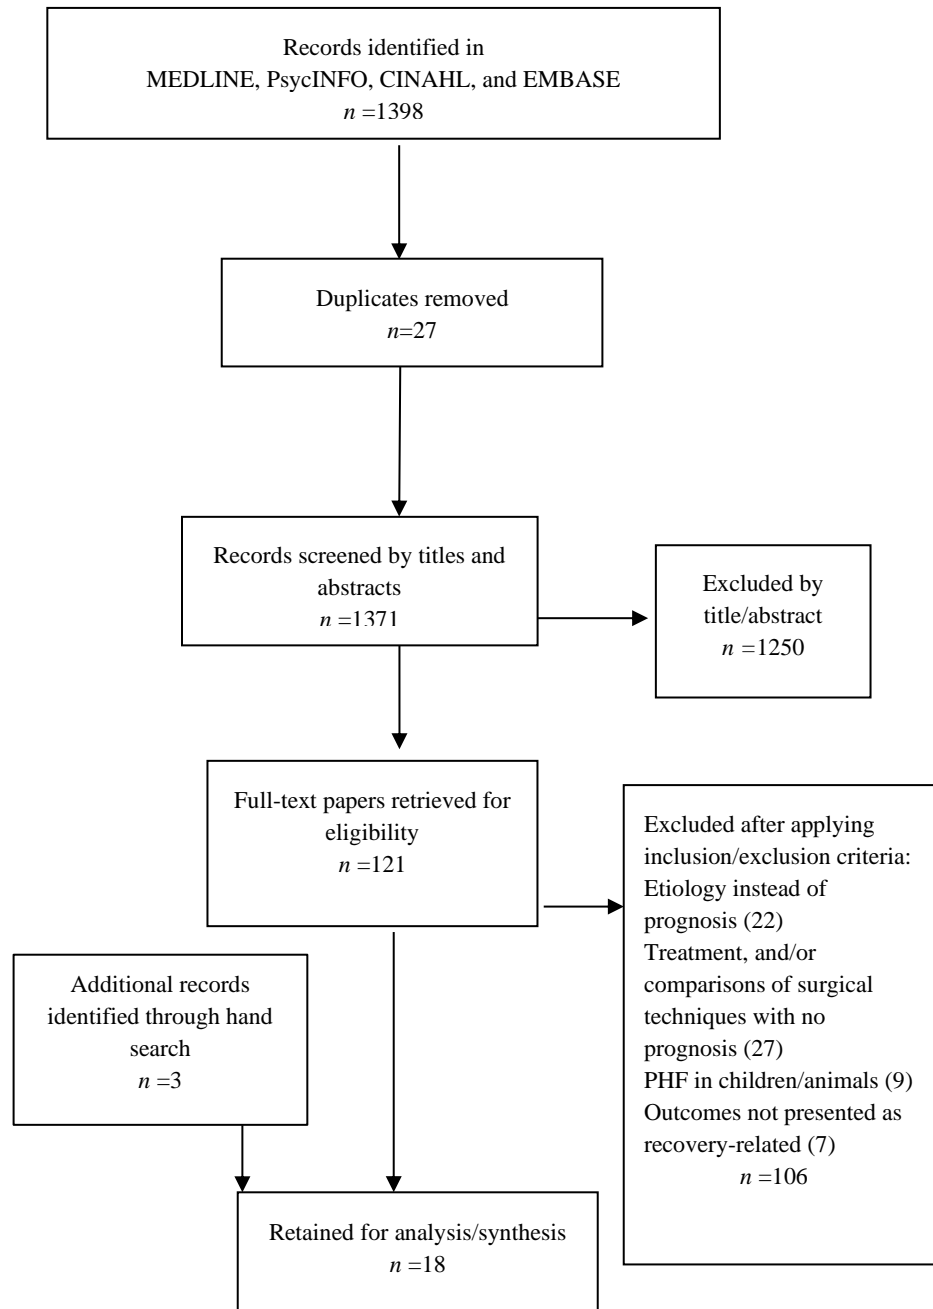 Records identified in
MEDLINE, PsycINFO, CINAHL, and EMBASE
n =1398
Duplicates removed
n=27
Records screened by titles and
abstracts
n =1371
Excluded by
title/abstract
n =1250
Full-text papers retrieved for
eligibility
n =121
Excluded after applying
inclusion/exclusion criteria:
Etiology instead of
prognosis (22)
Treatment, and/or
comparisons of surgical
techniques with no
prognosis (27)
PHF in children/animals (9)
Outcomes not presented as
recovery-related (7)
n =106
Additional records
identified through hand
search
n =3
Retained for analysis/synthesis
n =18